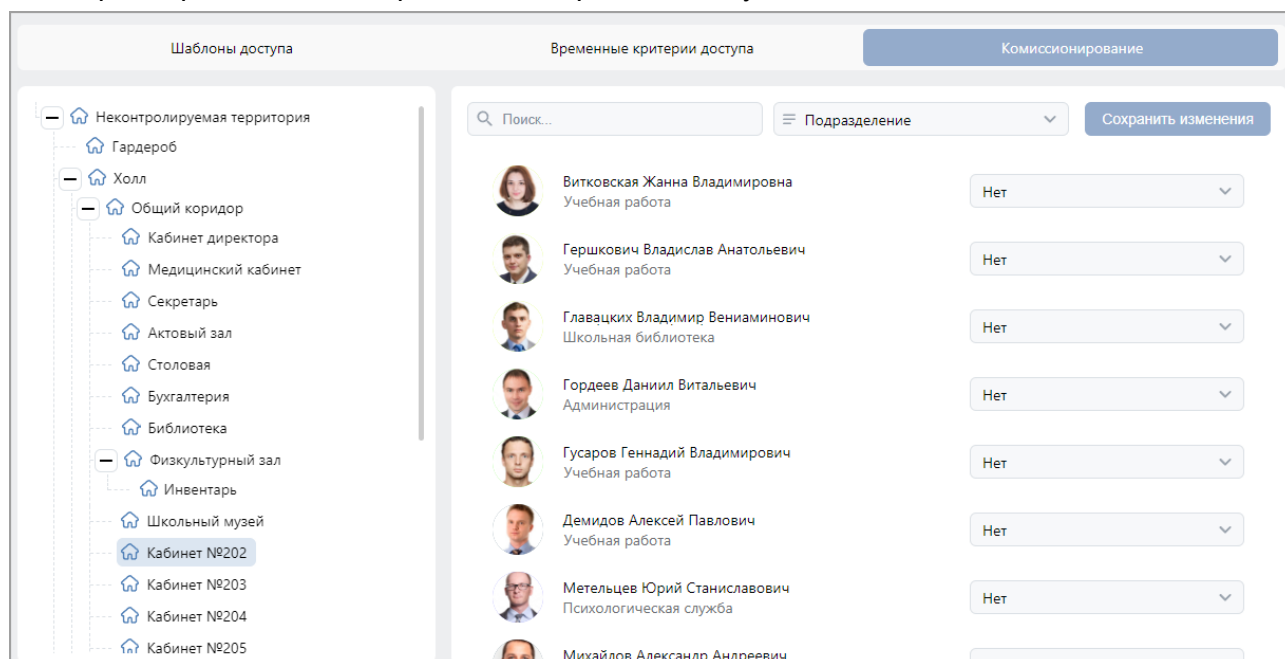 Шаблоны доступа
Временные критерии доступа
Комиссионирование
Неконтролируемая территория
Гардероб
Холл
Общий коридор
Кабинет директора
Медицинский кабинет
Секретарь
Актовый зал
Столовая
Бухгалтерия
Библиотека
Физкультурный зал
Инвентарь
Школьный музей
Кабинет №202
Кабинет №203
Кабинет №204
Кабинет №205
Поиск...
Подразделение
Сохранить изменения
Витковская Жанна Владимировна
Учебная работа
Нет
Гершкович Владислав Анатольевич
Учебная работа
Нет
Главацких Владимир Вениаминович
Школьная библиотека
Нет
Гордеев Даниил Витальевич
Администрация
Нет
Гусаров Геннадий Владимирович
Учебная работа
Нет
Демидов Алексей Павлович
Учебная работа
Нет
Метельцев Юрий Станиславович
Психологическая служба
Нет
Михайлов Александр Андреевич